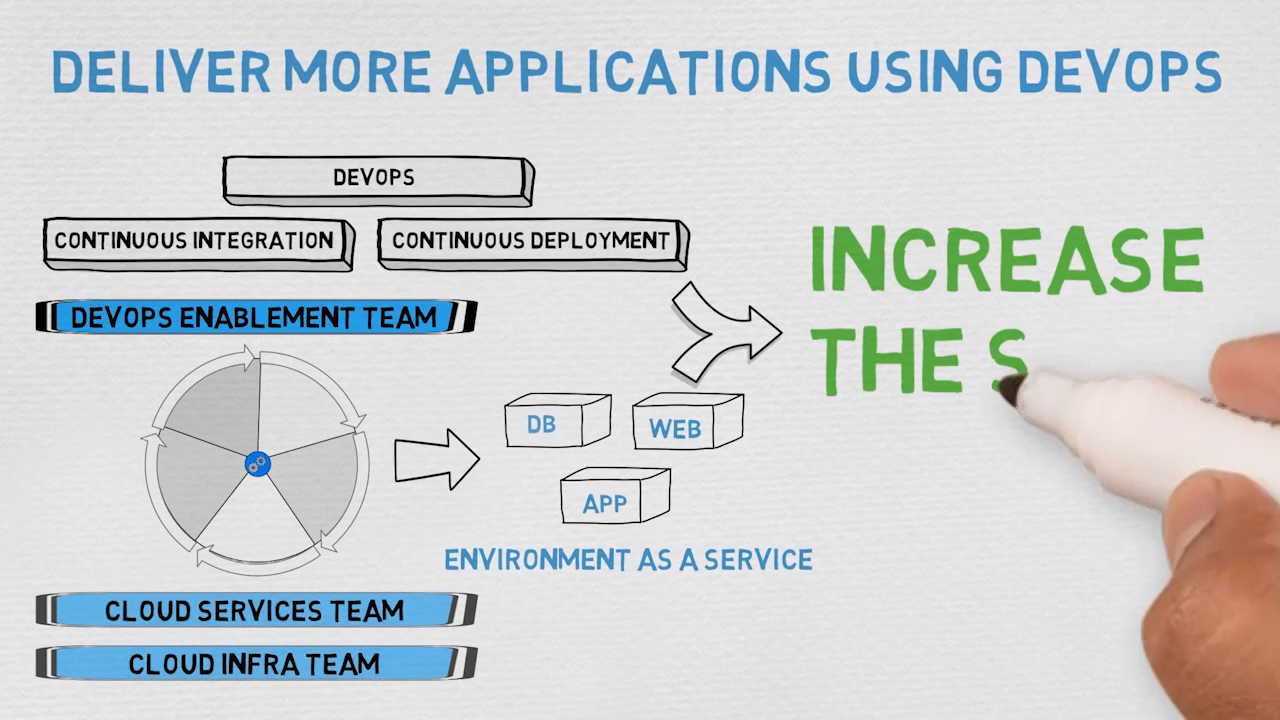 DELIVER MORE APPLICATIONS USING DEVOPS
DEVOPS
CONTINUOUS INTEGRATION
CONTINUOUS DEPLOYMENT
DEVOPS ENABLEMENT TEAM
INCREASE
THE S
DB
WEB
APP
ENVIRONMENT AS A SERVICE
CLOUD SERVICES TEAM
CLOUD INFRA TEAM